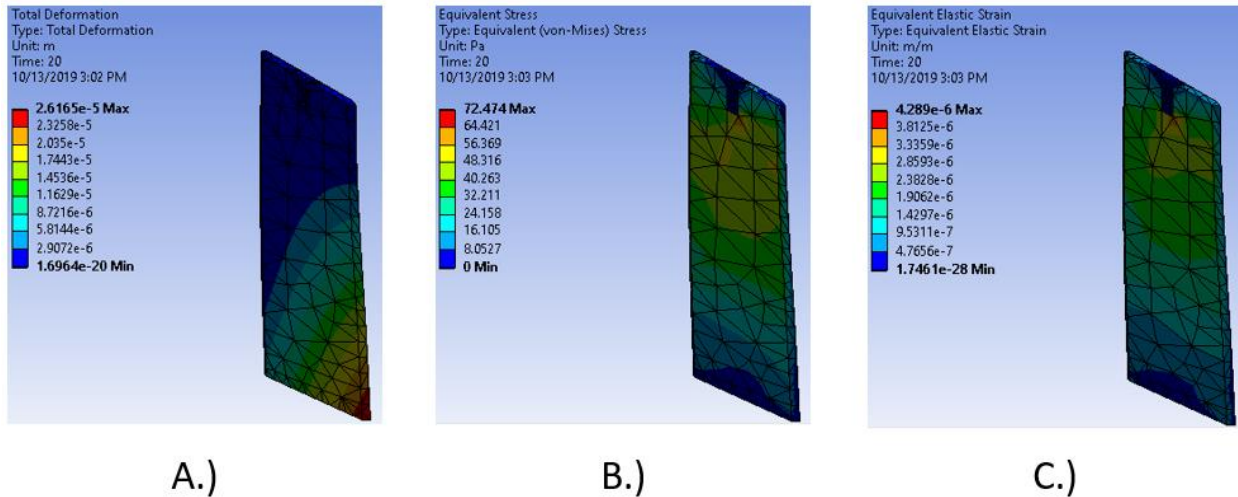 Total Deformation
Type: Total Deformation
Unit: m
Time: 20
10/13/2019 3:02 PM
2.6165e-5 Max
2.3258e-5
2.035e-5
1.7443e-5
1.4536e-5
1.1629e-5
8.7216e-6
5.8144e-6
2.9072e-6
1.6964e-20 Min
Equivalent Stress
Type: Equivalent (von-Mises) Stress
Unit: Pa
Time: 20
10/13/2019 3:03 PM
72.474 Max
64.421
56.369
48.316
40.263
32.211
24.158
16.105
8.0527
0 Min
Equivalent Elastic Strain
Type: Equivalent Elastic Strain
Unit: m/m
Time: 20
10/13/2019 3:03 PM
4.289e-6 Max
3.8125e-6
3.3359e-6
2.8593e-6
2.3828e-6
1.9062e-6
1.4297e-6
9.5311e-7
4.7656e-7
1.7461e-28 Min
A.)
B.)
C.)